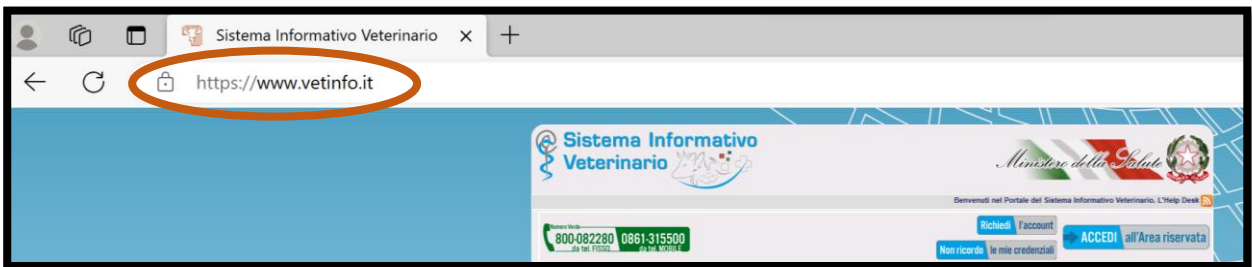 Sistema Informativo Veterinario
https://www.vetinfo.it
Sistema Informativo
Veterinario
Ministero della Salute
Benvenuti nel Portale del Sistema Informativo Veterinario. L'Help Desk
Numero Verde
800-082280 0861-315500
da tel. FISSO da tel. MOBILE
Richiedi l'account
ACCEDI all'Area riservata
Non ricordo le mie credenziali